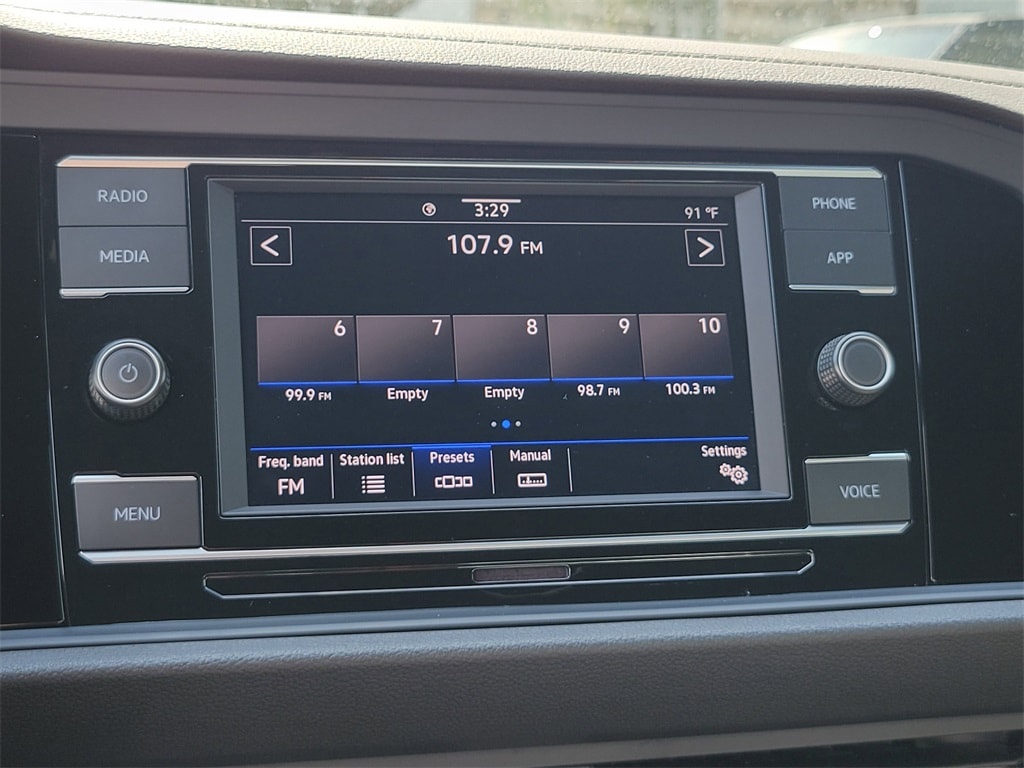 RADIO
MEDIA
MENU
3:29
91 °F
< 107.9 FM >
6 7 8 9 10
99.9 FM Empty Empty 98.7 FM 100.3 FM
Freq. band Station list Presets Manual Settings
FM
PHONE
APP
VOICE